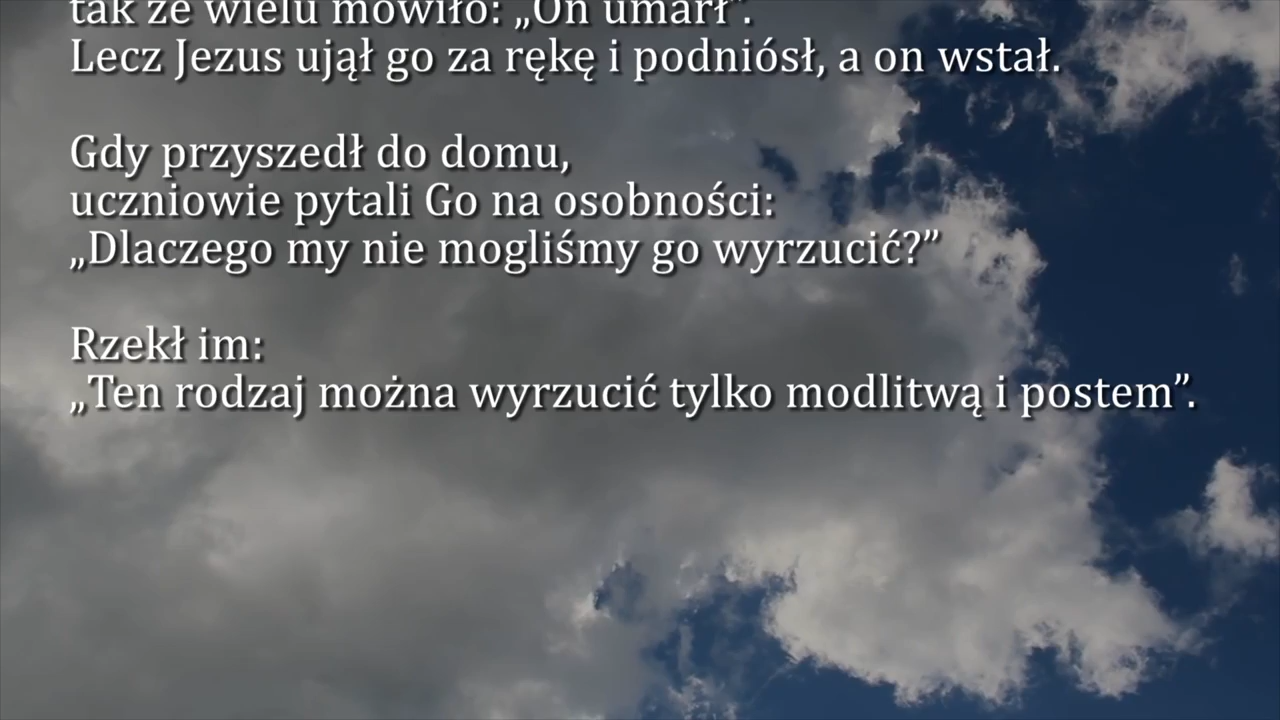 tak że wielu mówiło: „On umarł”.
Lecz Jezus ujął go za rękę i podniósł, a on wstał.
Gdy przyszedł do domu,
uczniowie pytali Go na osobności:
„Dlaczego my nie mogliśmy go wyrzucić?”
Rzekł im:
„Ten rodzaj można wyrzucić tylko modlitwą i postem”.